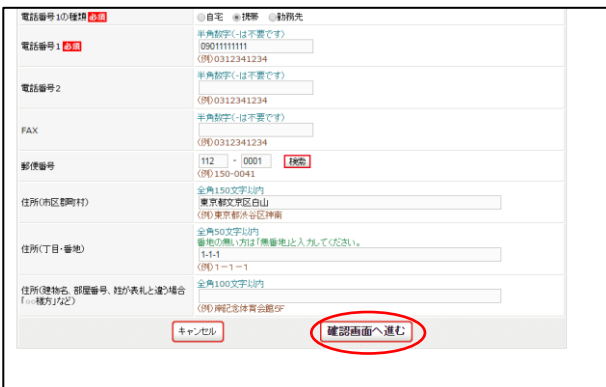 電話番号1の種類 必須 自宅 携帯 勤務先
半角数字(-は不要です)
電話番号1 必須 09011111111
(例)0312341234
半角数字(-は不要です)
電話番号2
(例)0312341234
半角数字(-は不要です)
FAX
(例)0312341234
郵便番号 112 - 0001 検索
(例)150-0041
全角150文字以内
住所(市区郡町村) 東京都文京区白山
(例)東京都渋谷区神南
全角50文字以内
番地の無い方は「無番地」と入力してください。
住所(丁目・番地) 1-1-1
(例)1－1－1
全角100文字以内
住所(建物名、部屋番号、姓が表札と違う場合
「○○様方」など)
(例)岸記念体育会館5F
キャンセル 確認画面へ進む